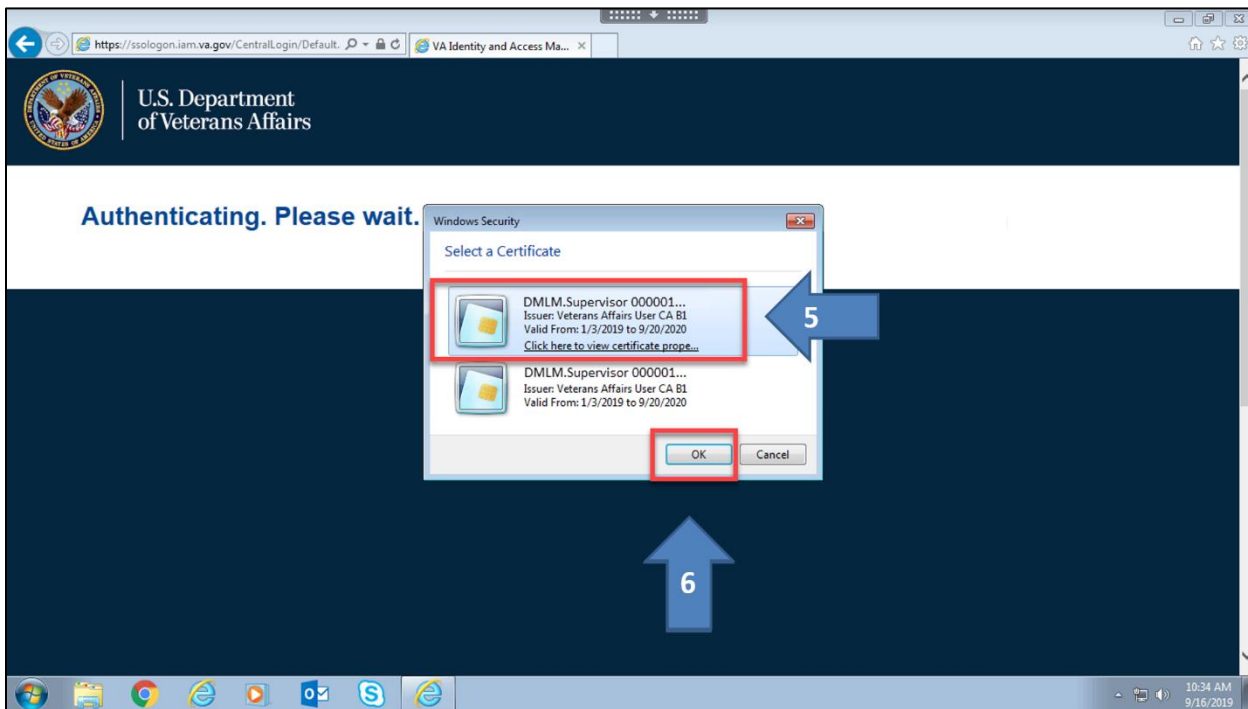 https://ssologon.iam.va.gov/CentralLogin/Default.
VA Identity and Access Ma...
U.S. Department
of Veterans Affairs
Authenticating. Please wait.
Windows Security
Select a Certificate
DMLM.Supervisor 000001...
Issuer: Veterans Affairs User CA B1
Valid From: 1/3/2019 to 9/20/2020
Click here to view certificate prope...
5
DMLM.Supervisor 000001...
Issuer: Veterans Affairs User CA B1
Valid From: 1/3/2019 to 9/20/2020
OK Cancel
6
10:34 AM
9/16/2019